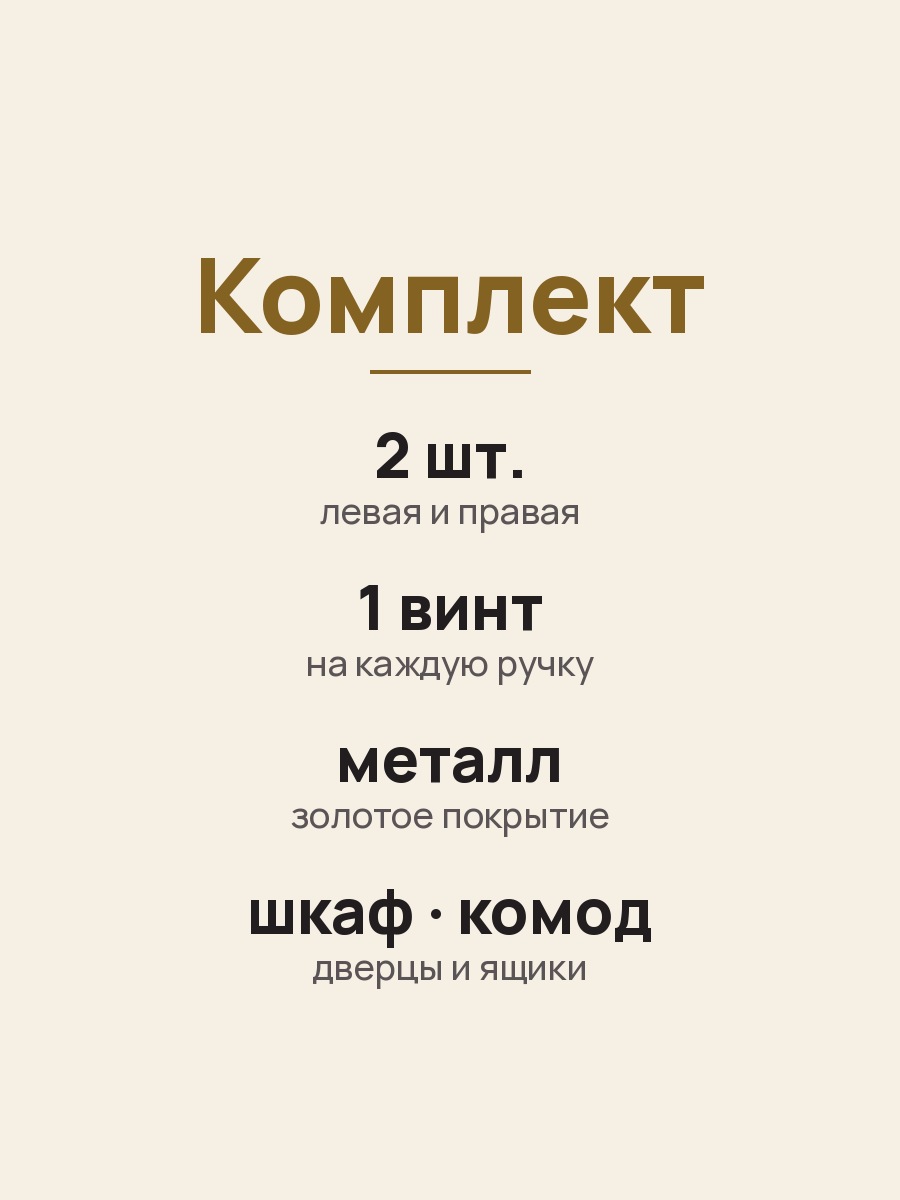 Комплект
2 шт.
левая и правая
1 винт
на каждую ручку
металл
золотое покрытие
шкаф · комод
дверцы и ящики